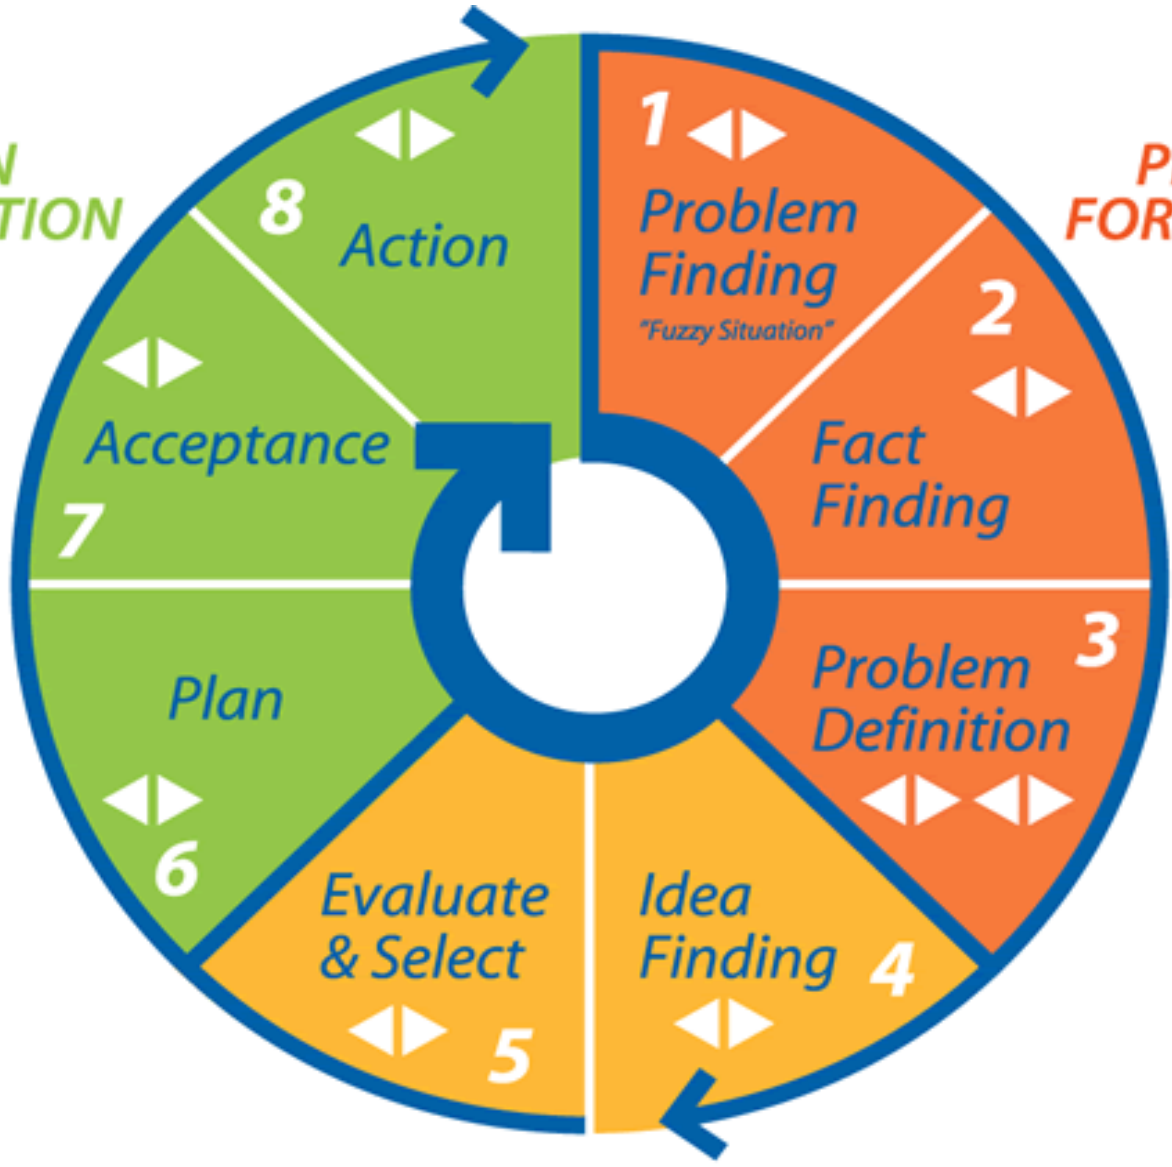 1
Problem
Finding
"Fuzzy Situation"
2
Fact
Finding
3
Problem
Definition
4
Idea
Finding
5
Evaluate
& Select
6
Plan
7
Acceptance
8
Action